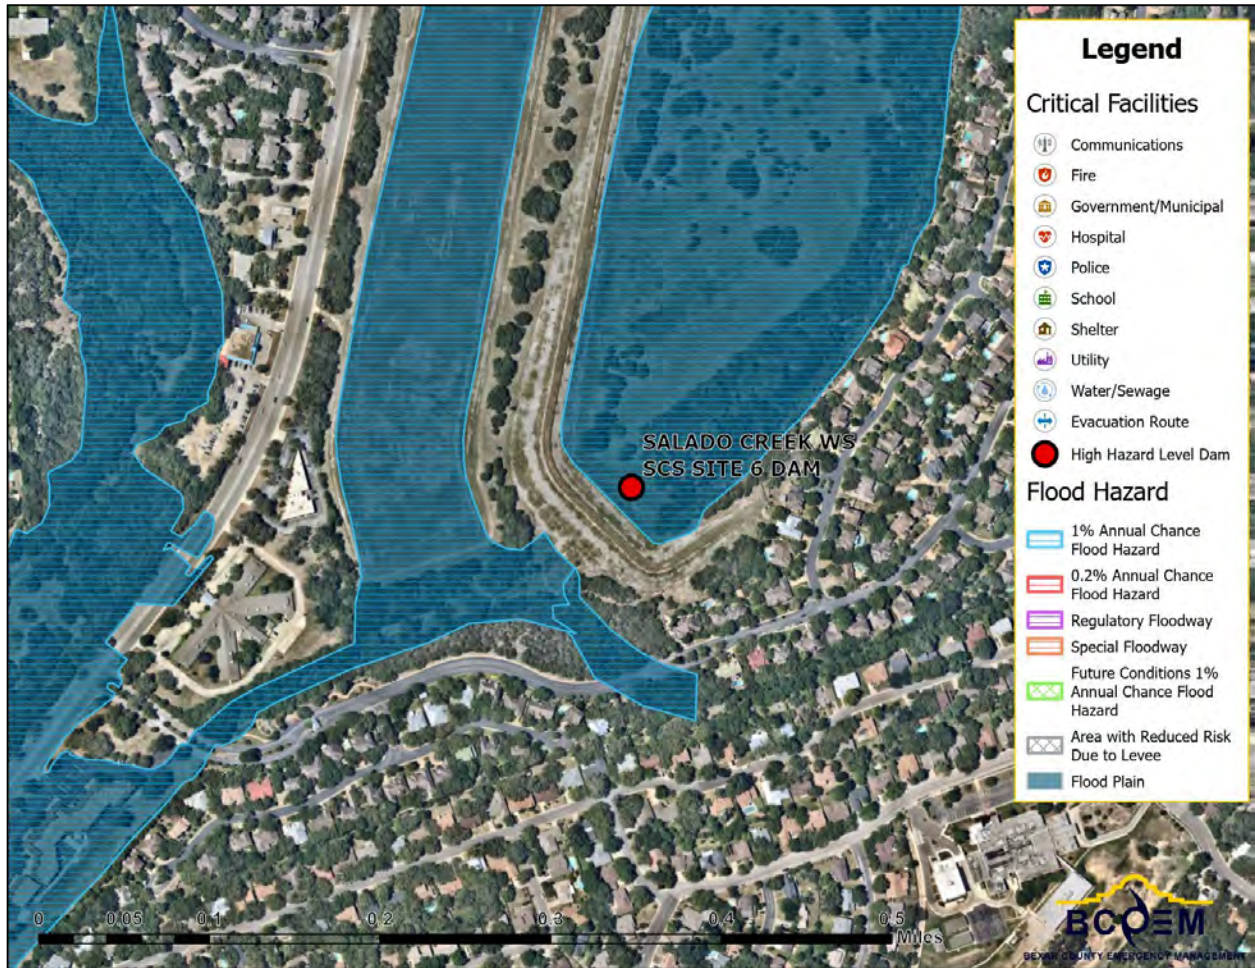 Legend
Critical Facilities
Communications
Fire
Government/Municipal
Hospital
Police
School
Shelter
Utility
Water/Sewage
Evacuation Route
High Hazard Level Dam
Flood Hazard
1% Annual Chance
Flood Hazard
0.2% Annual Chance
Flood Hazard
Regulatory Floodway
Special Floodway
Future Conditions 1%
Annual Chance Flood
Hazard
Area with Reduced Risk
Due to Levee
Flood Plain
SALADO CREEK WS
SCS SITE 6 DAM
0 0.05 0.1 0.2 0.3 0.4 0.5
Miles
BCOEM
BEXAR COUNTY EMERGENCY MANAGEMENT